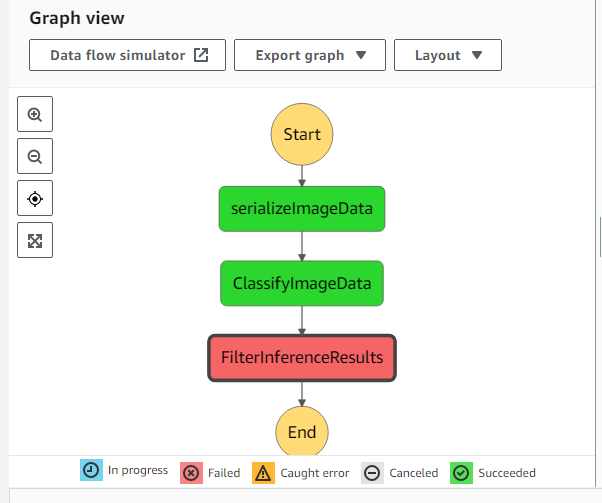 Graph view
Data flow simulator
Export graph
Layout
Start
serializeImageData
ClassifyImageData
FilterInferenceResults
End
In progress
Failed
Caught error
Canceled
Succeeded